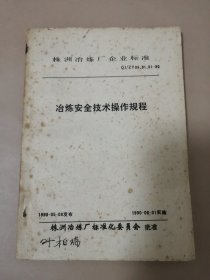 株洲冶炼厂企业标准
冶炼安全技术操作规程
1990-05-08发布 1990-06-01实施
株洲冶炼厂标准化委员会 批准